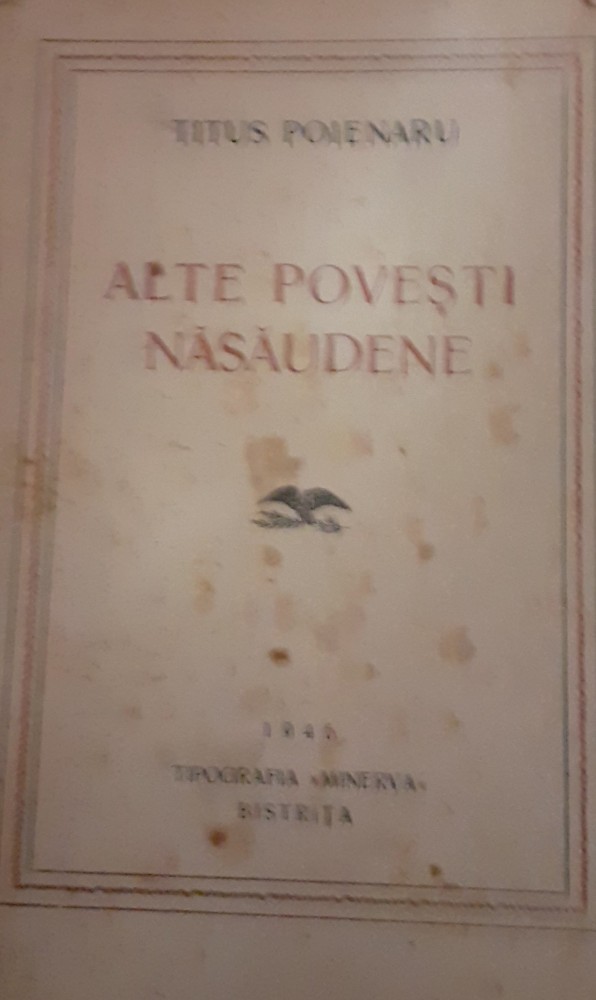 TITUS POIENARU
ALTE POVEȘTI
NĂSĂUDENE
TIPOGRAFIA «MINERVA»
BISTRIȚA